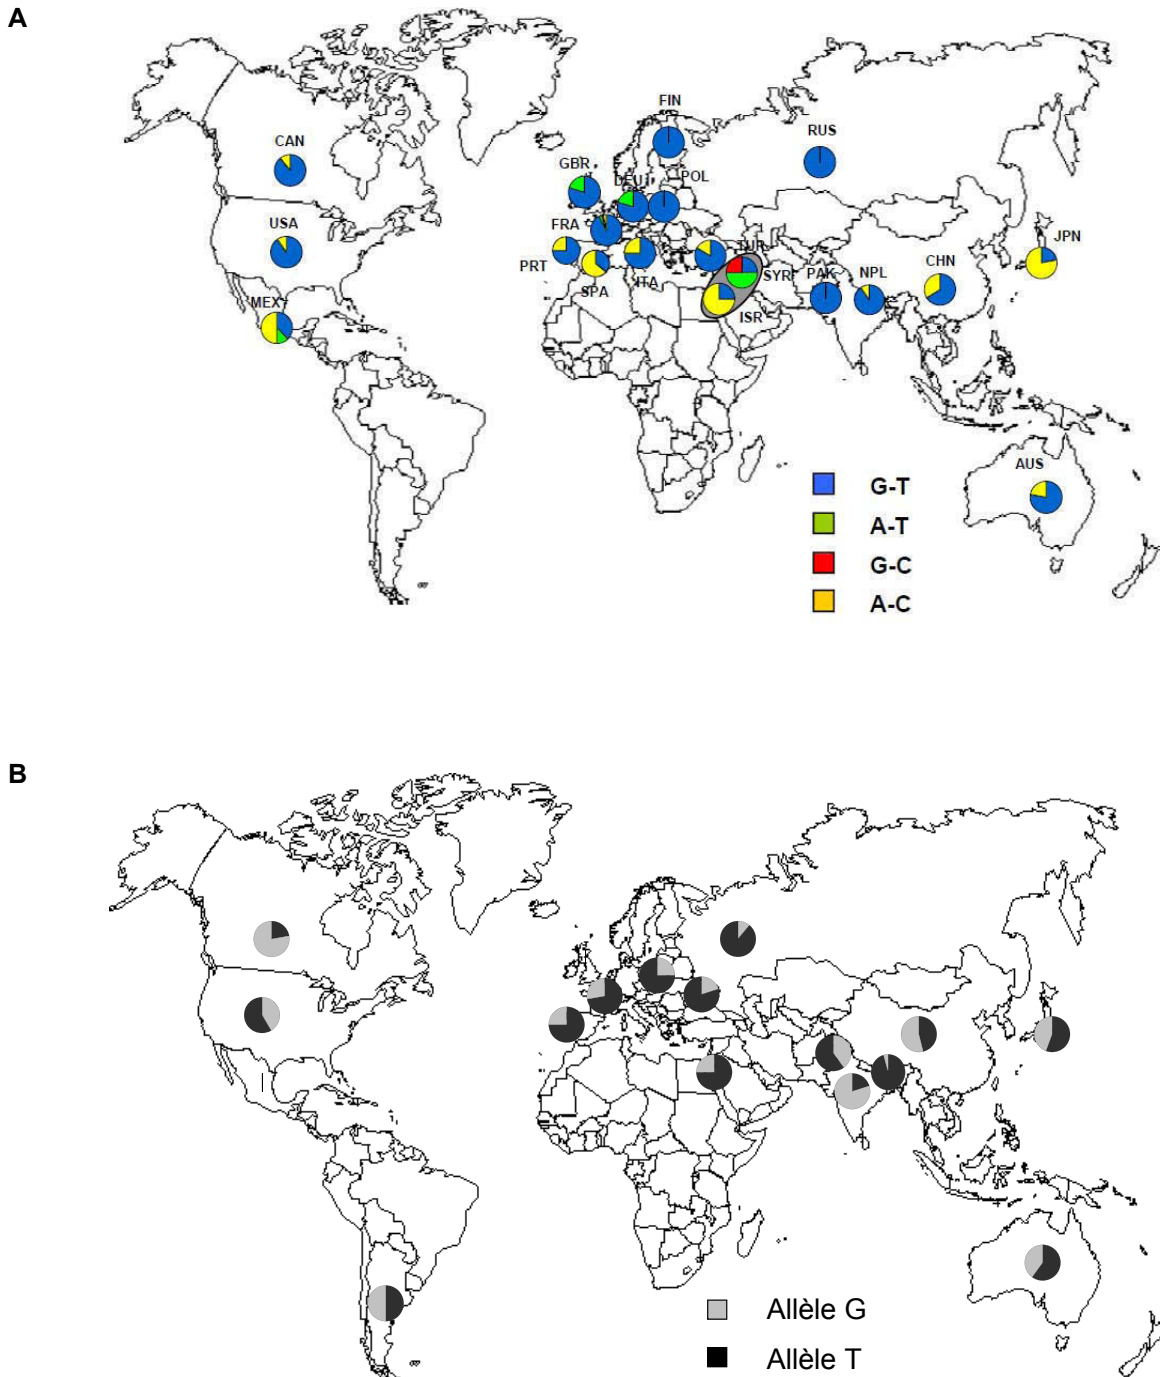 A
FIN
RUS
CAN
GBR
DEU
POL
USA
FRA
TUR
JPN
PRT
SPA
ITA
SYR
PAK
NPL
CHN
MEX
ISR
AUS
G-T
A-T
G-C
A-C
B
Allèle G
Allèle T